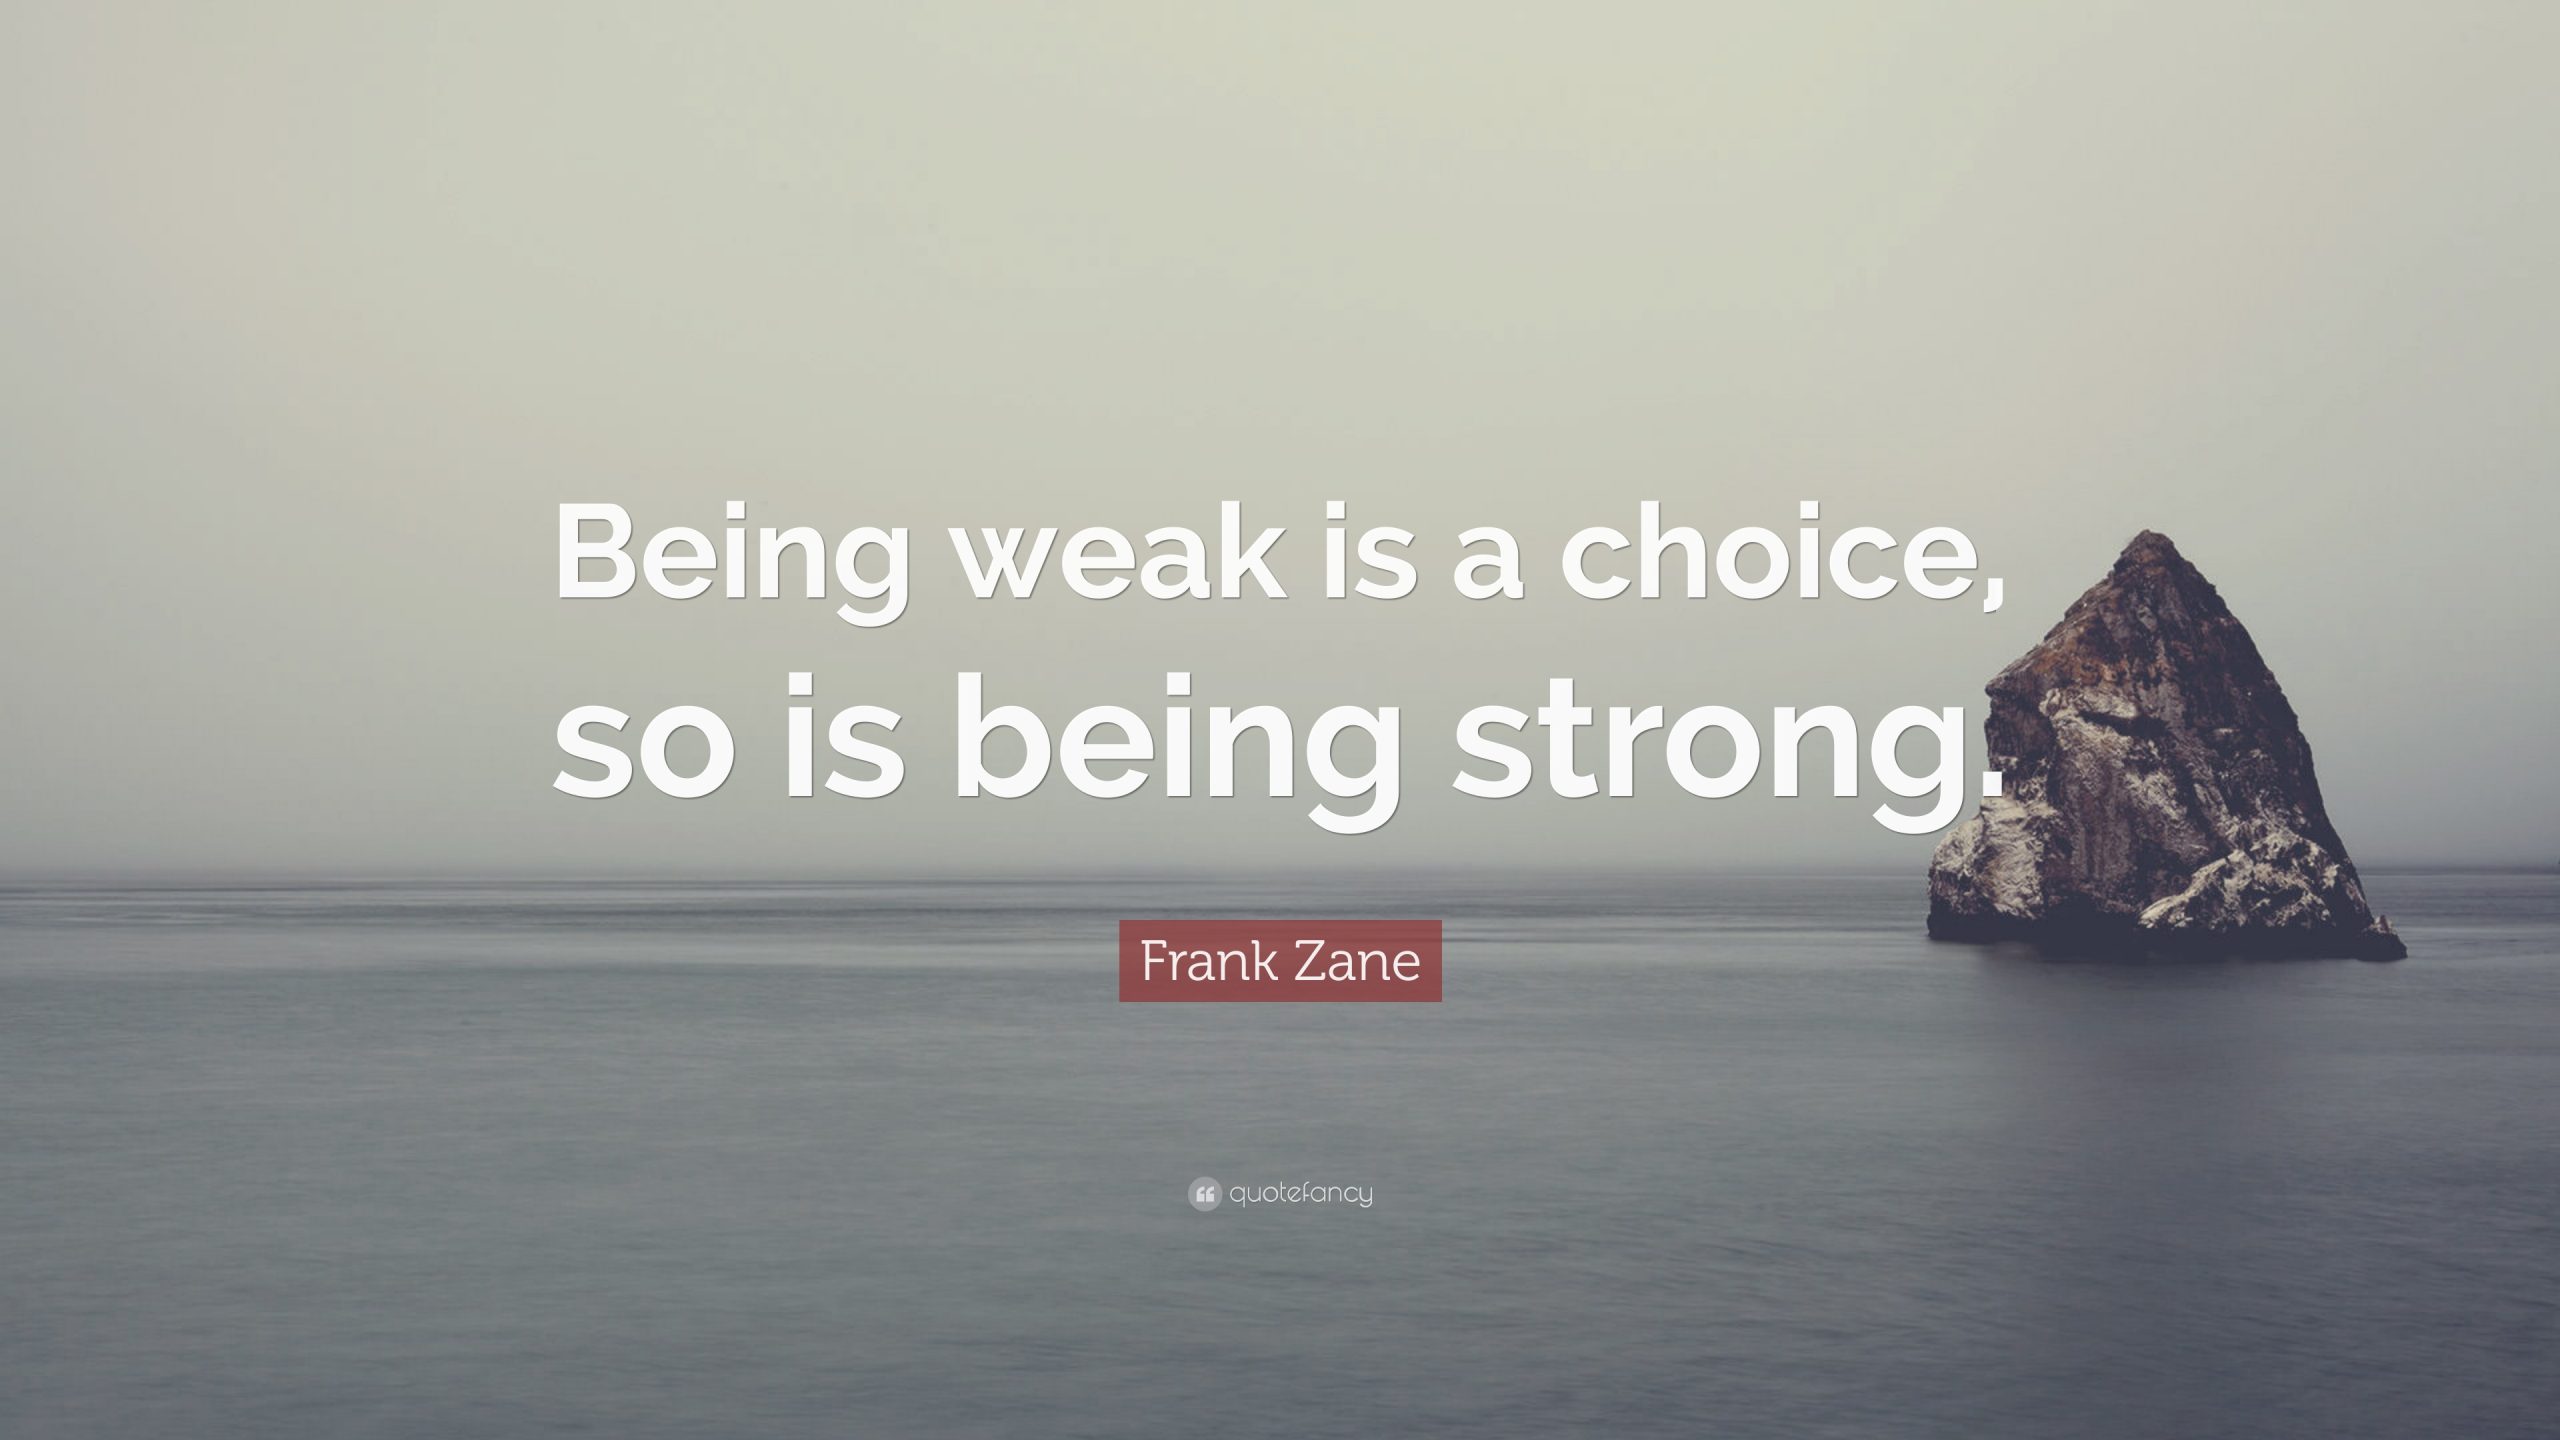 Being weak is a choice,
so is being strong.
Frank Zane
quotefancy